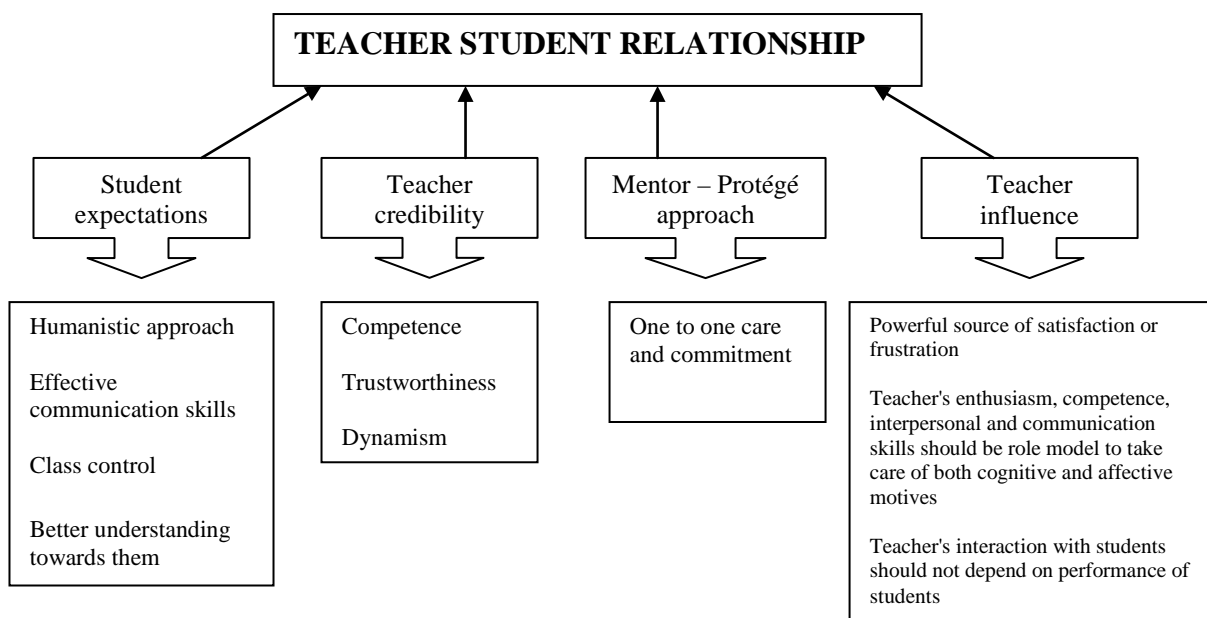 TEACHER STUDENT RELATIONSHIP
Student
expectations
Teacher
credibility
Mentor – Protégé
approach
Teacher
influence
Humanistic approach
Effective
communication skills
Class control
Better understanding
towards them
Competence
Trustworthiness
Dynamism
One to one care
and commitment
Powerful source of satisfaction or
frustration
Teacher's enthusiasm, competence,
interpersonal and communication
skills should be role model to take
care of both cognitive and affective
motives
Teacher's interaction with students
should not depend on performance of
students